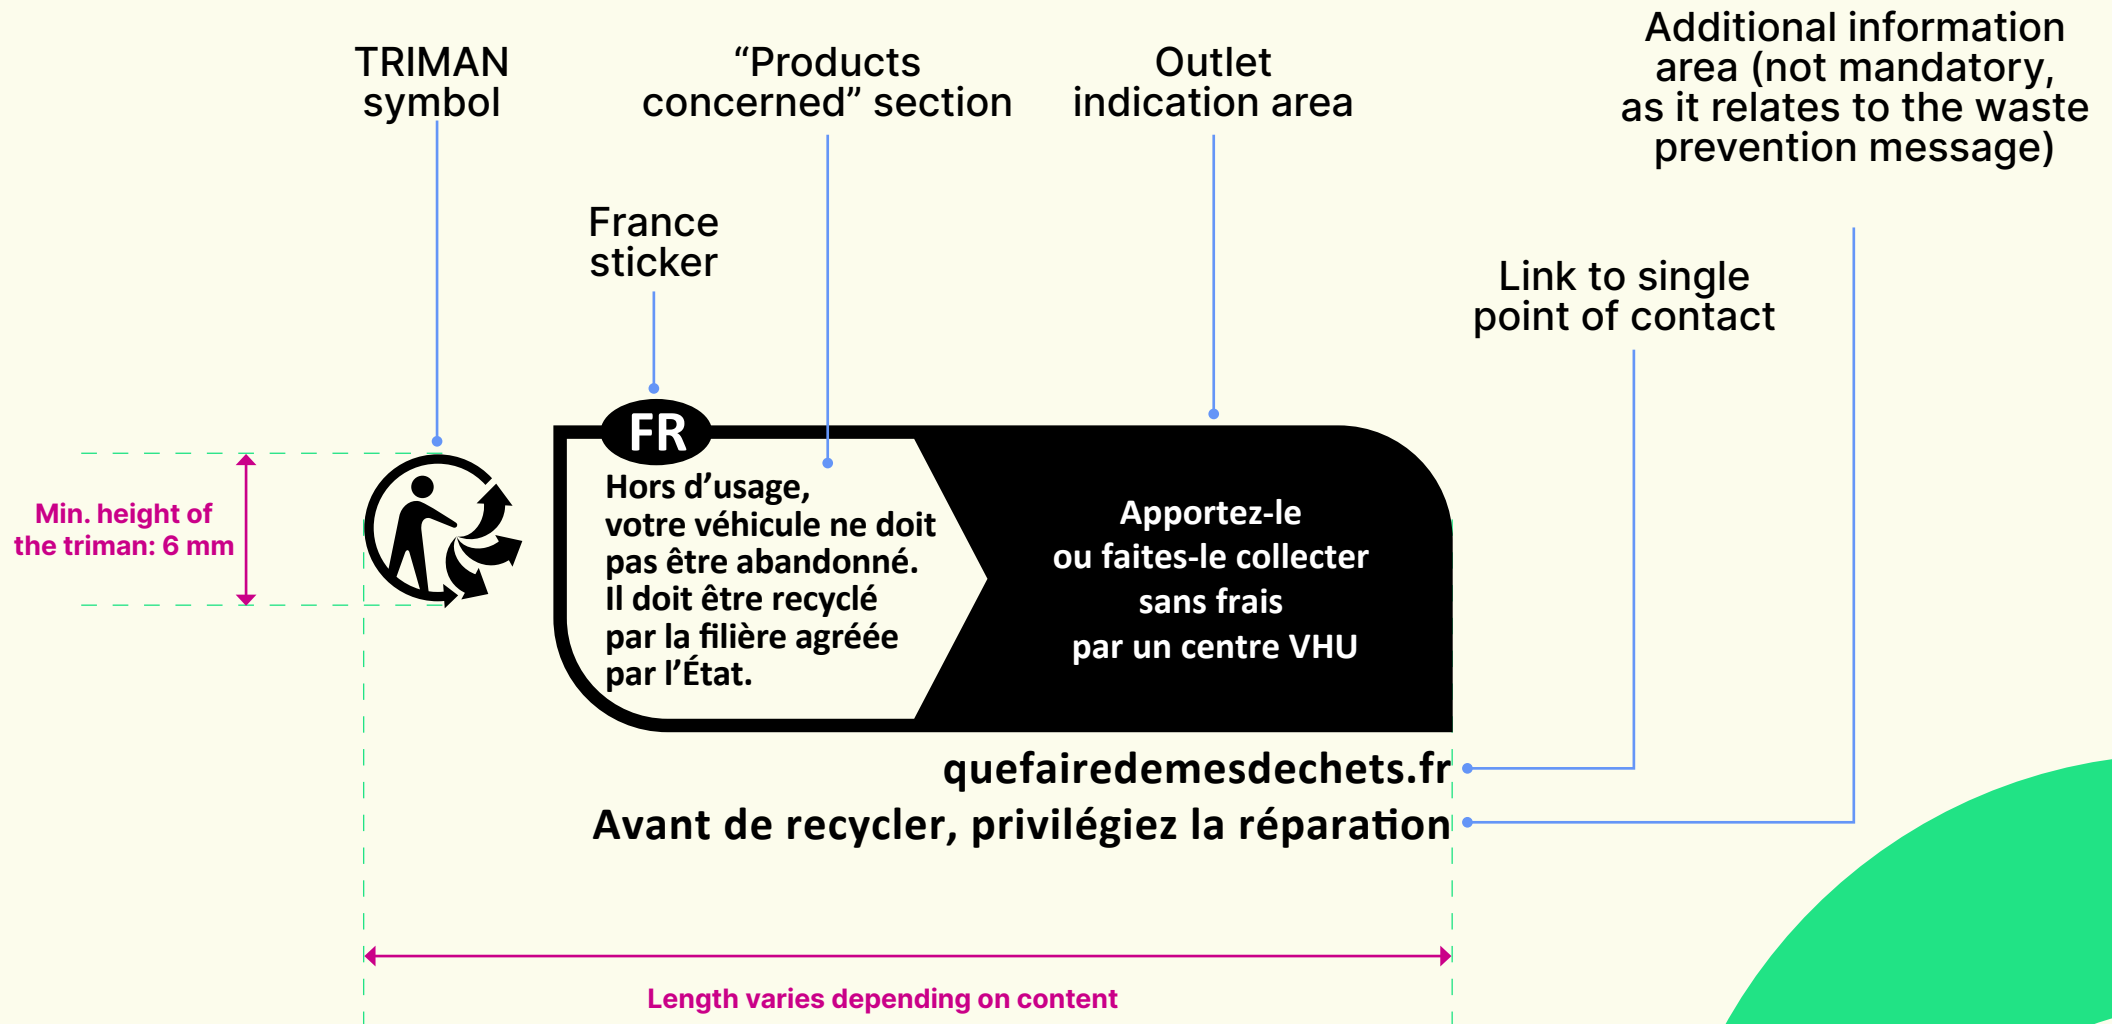 TRIMAN
symbol
“Products
concerned” section
Outlet
indication area
Additional information
area (not mandatory,
as it relates to the waste
prevention message)
France
sticker
Link to single
point of contact
Min. height of
the triman: 6 mm
FR
Hors d’usage,
votre véhicule ne doit
pas être abandonné.
Il doit être recyclé
par la filière agréée
par l’État.
Apportez-le
ou faites-le collecter
sans frais
par un centre VHU
quefairedemesdechets.fr
Avant de recycler, privilégiez la réparation
Length varies depending on content